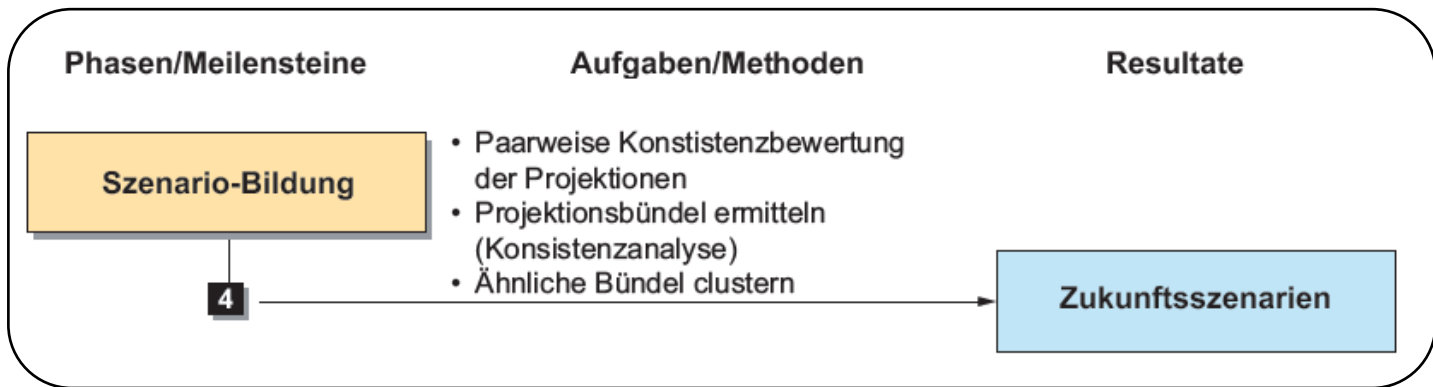 Phasen/Meilensteine
Aufgaben/Methoden
Resultate
Szenario-Bildung
• Paarweise Konstistenzbewertung
der Projektionen
• Projektionsbündel ermitteln
(Konsistenzanalyse)
• Ähnliche Bündel clustern
4
Zukunftsszenarien